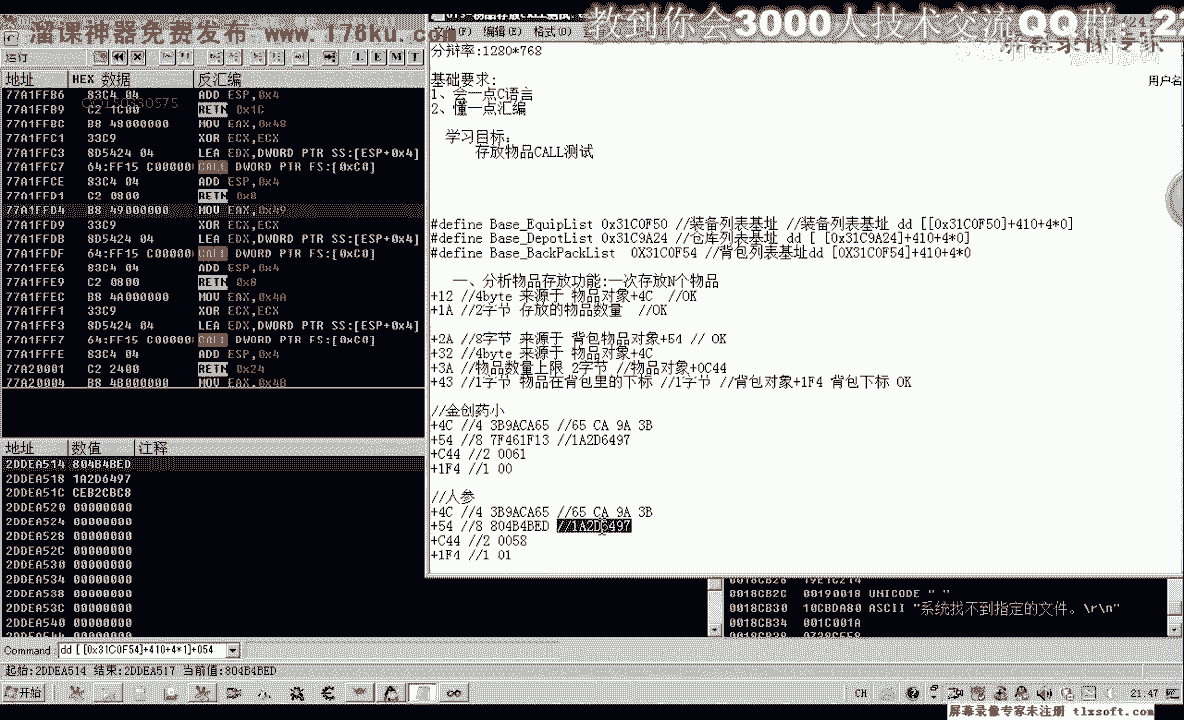 溜课神器免费发布 www.176ku.com
教到你会3000人技术交流QQ群
编辑(E) 格式(O)
分辩率:1280*768
用户名
基础要求:
1、会一点C语言
2、懂一点汇编
学习目标:
存放物品CALL测试
#define Base_EquipList 0x31C0F50 //装备列表基址 //装备列表基址 dd [[0x31C0F50]+410+4*0]
#define Base_DepotList 0x31C9A24 //仓库列表基址 dd [ [0x31C9A24]+410+4*0]
#define Base_BackPackList 0X31C0F54 //背包列表基址dd [0X31C0F54]+410+4*0
一、分析物品存放功能:一次存放N个物品
+12 //4byte 来源于 物品对象+4C //OK
+1A //2字节 存放的物品数量 //OK
+2A //8字节 来源于 背包物品对象+54 // OK
+32 //4byte 来源于 物品对象+4C
+3A //物品数量上限 2字节 //物品对象+0C44
+43 //1字节 物品在背包里的下标 //1字节 //背包对象+1F4 背包下标 OK
//金创药小
+4C //4 3B9ACA65 //65 CA 9A 3B
+54 //8 7F461F13 //1A2D6497
+C44 //2 0061
+1F4 //1 00
//人参
+4C //4 3B9ACA65 //65 CA 9A 3B
+54 //8 804B4BED //1A2D6497
+C44 //2 0058
+1F4 //1 01
运行
L E M T
地址 HEX 数据 反汇编
77A1FFB6 83C4 04 ADD ESP,0x4
77A1FFB9 C2 1C00 RETN 0x1C
77A1FFBC B8 48000000 MOV EAX,0x48
77A1FFC1 33C9 XOR ECX,ECX
77A1FFC3 8D5424 04 LEA EDX,DWORD PTR SS:[ESP+0x4]
77A1FFC7 64:FF15 C00000 CALL DWORD PTR FS:[0xC0]
77A1FFCE 83C4 04 ADD ESP,0x4
77A1FFD1 C2 0800 RETN 0x8
77A1FFD4 B8 49000000 MOV EAX,0x49
77A1FFD9 33C9 XOR ECX,ECX
77A1FFDB 8D5424 04 LEA EDX,DWORD PTR SS:[ESP+0x4]
77A1FFDF 64:FF15 C00000 CALL DWORD PTR FS:[0xC0]
77A1FFE6 83C4 04 ADD ESP,0x4
77A1FFE9 C2 0800 RETN 0x8
77A1FFEC B8 4A000000 MOV EAX,0x4A
77A1FFF1 33C9 XOR ECX,ECX
77A1FFF3 8D5424 04 LEA EDX,DWORD PTR SS:[ESP+0x4]
77A1FFF7 64:FF15 C00000 CALL DWORD PTR FS:[0xC0]
77A1FFFE 83C4 04 ADD ESP,0x4
77A20001 C2 2400 RETN 0x24
77A20004 B8 4B000000 MOV EAX,0x4B
地址 数值 注释
2DDEA514 804B4BED
2DDEA518 1A2D6497
2DDEA51C CEB2CBC8
2DDEA520 00000000
2DDEA524 00000000
2DDEA528 00000000
2DDEA52C 00000000
2DDEA530 00000000
2DDEA534 00000000
2DDEA538 00000000
2DDEA53C 00000000
2DDEA540 00000000
0018CB2C 00190018 UNICODE " "
0018CB30 10CBDA80 ASCII "系统找不到指定的文件。\r\n"
0018CB34 001C001A
Command: dd [ [0x31C0F54]+410+4*1]+054
起始:2DDEA514 结束:2DDEA517 当前值:804B4BED
开始
CH
21:47
屏幕录像专家未注册 tlxsoft.com